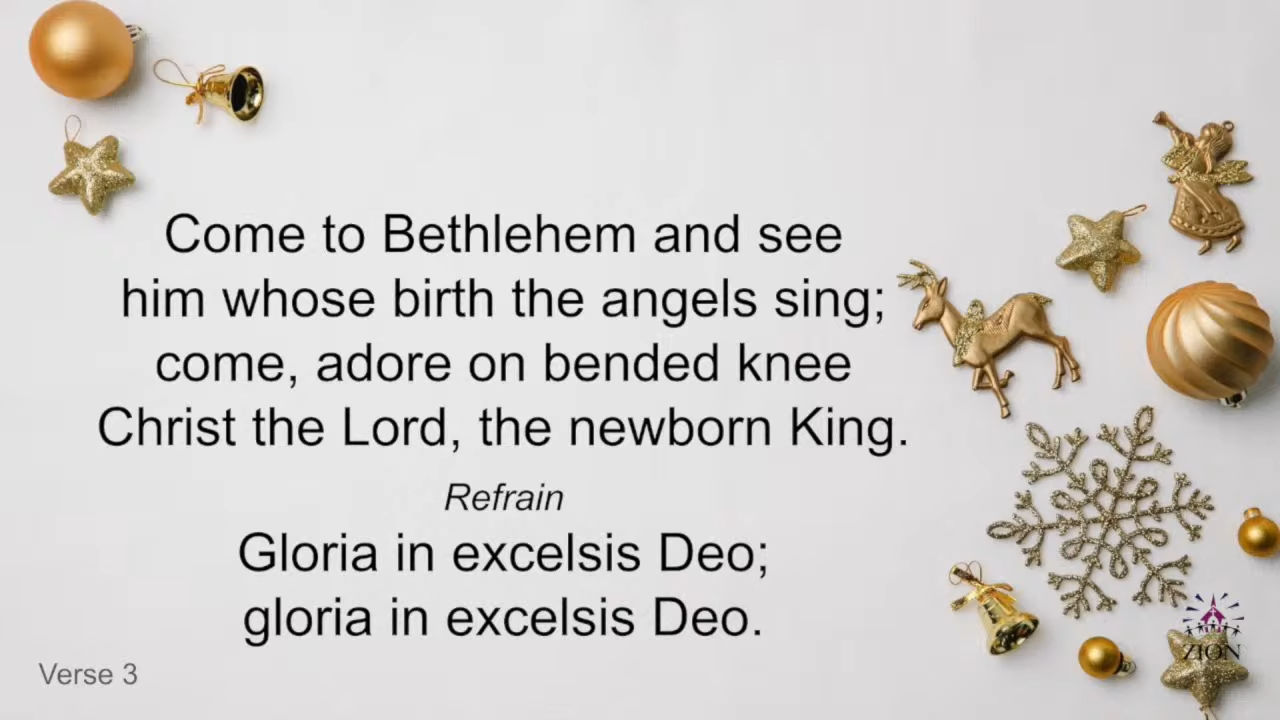 Come to Bethlehem and see
him whose birth the angels sing;
come, adore on bended knee
Christ the Lord, the newborn King.
Refrain
Gloria in excelsis Deo;
gloria in excelsis Deo.
Verse 3
ZION